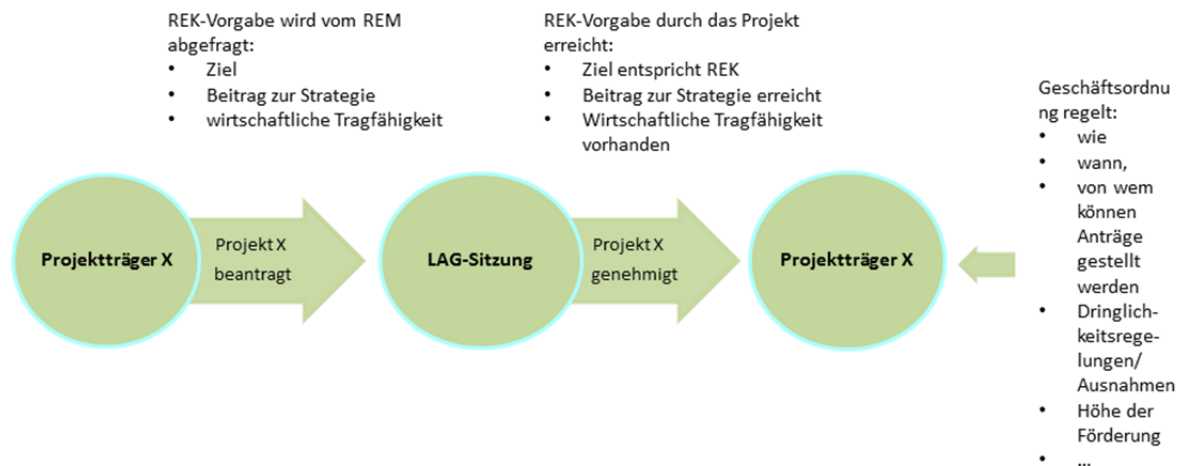 REK-Vorgabe wird vom REM
abgefragt:
• Ziel
• Beitrag zur Strategie
• wirtschaftliche Tragfähigkeit
REK-Vorgabe durch das Projekt
erreicht:
• Ziel entspricht REK
• Beitrag zur Strategie erreicht
• Wirtschaftliche Tragfähigkeit
vorhanden
Projektträger X
Projekt X
beantragt
LAG-Sitzung
Projekt X
genehmigt
Projektträger X
Geschäftsordnu
ng regelt:
• wie
• wann,
• von wem
können
Anträge
gestellt
werden
• Dringlich-
keitsrege-
lungen/
Ausnahmen
• Höhe der
Förderung
• ...